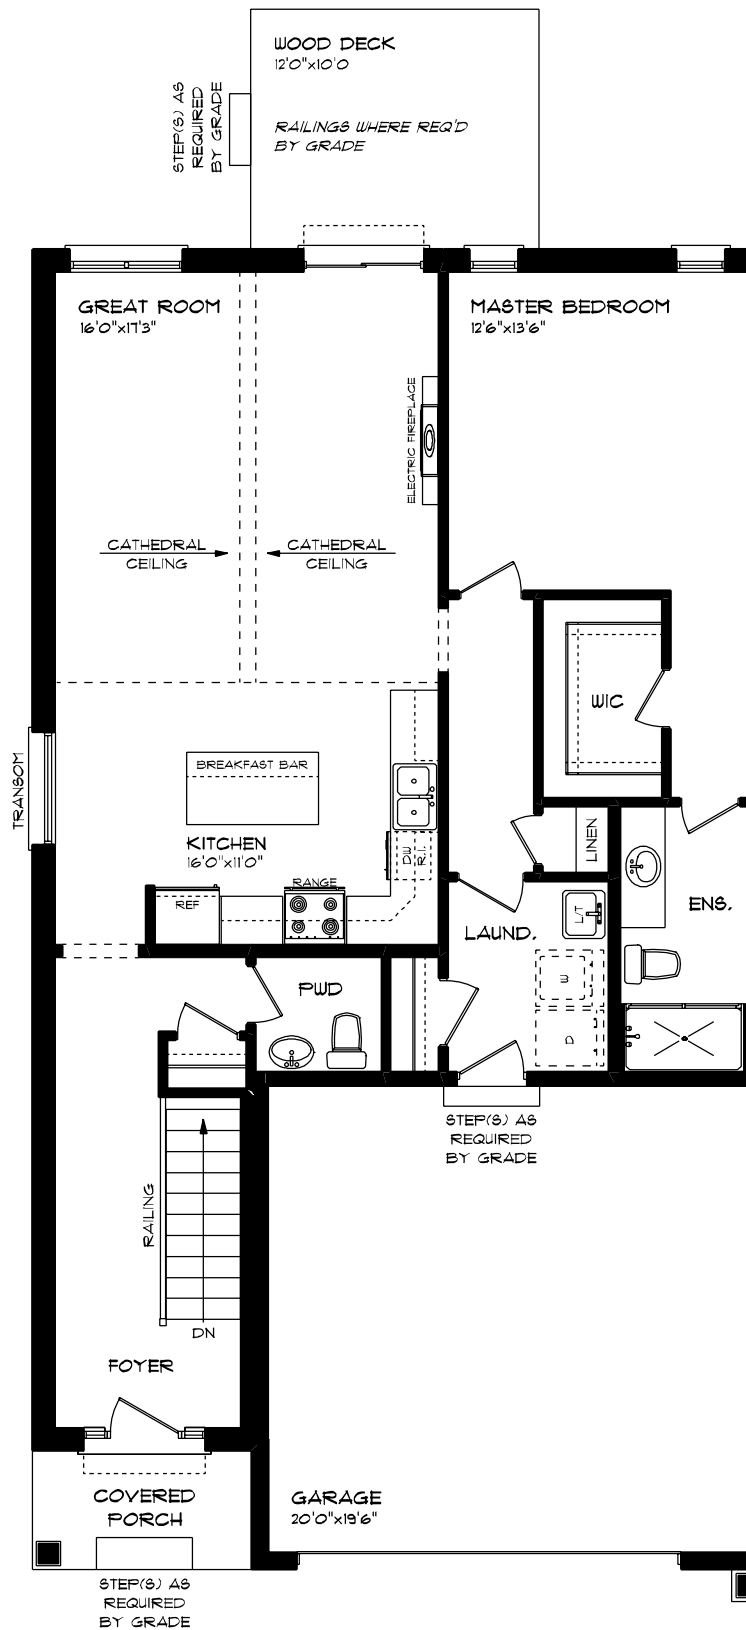 WOOD DECK
12'0"x10'0
STEP(S) AS
REQUIRED
BY GRADE
RAILINGS WHERE REQ'D
BY GRADE
GREAT ROOM
16'0"x17'3"
MASTER BEDROOM
12'6"x13'6"
ELECTRIC FIREPLACE
CATHEDRAL
CEILING
CATHEDRAL
CEILING
WIC
TRANSOM
BREAKFAST BAR
KITCHEN
16'0"x11'0"
DW
R.I.
LINEN
RANGE
REF
L/T
ENS.
LAUND.
W
PWD
D
STEP(S) AS
REQUIRED
BY GRADE
RAILING
DN
FOYER
COVERED
PORCH
GARAGE
20'0"x19'6"
STEP(S) AS
REQUIRED
BY GRADE